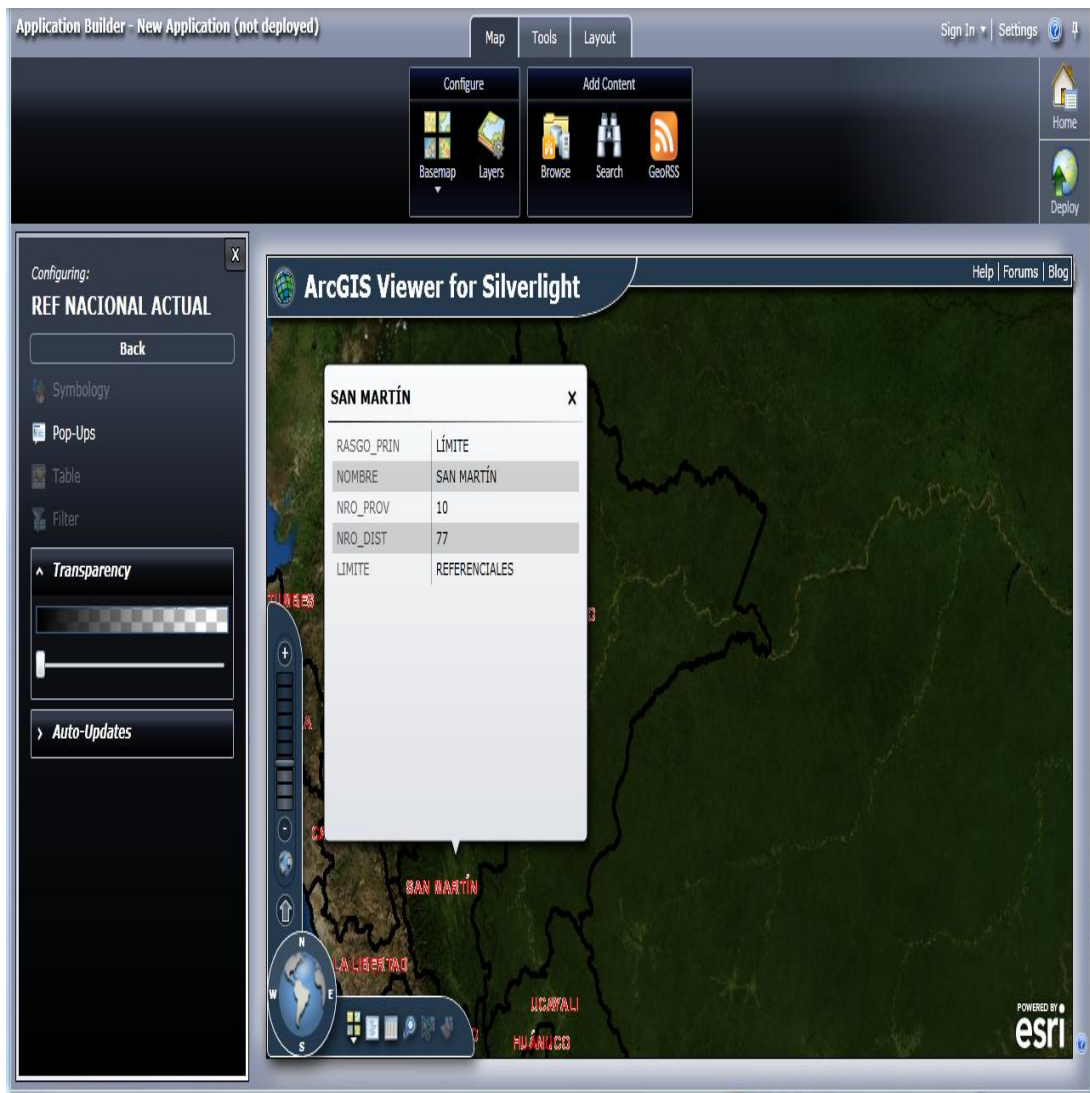 Application Builder - New Application (not deployed)
Map
Tools
Layout
Sign In
Settings
Configure
Add Content
Basemap
Layers
Browse
Search
GeoRSS
Home
Deploy
Configuring:
REF NACIONAL ACTUAL
Back
Symbology
Pop-Ups
Table
Filter
Transparency
Auto-Updates
ArcGIS Viewer for Silverlight
Help | Forums | Blog
SAN MARTÍN
x
RASGO_PRIN LÍMITE
NOMBRE SAN MARTÍN
NRO_PROV 10
NRO_DIST 77
LIMITE REFERENCIALES
SAN MARTÍN
LA LIBERTAD
UCAYALI
HUÁNUCO
N
W
E
S
POWERED BY
esri